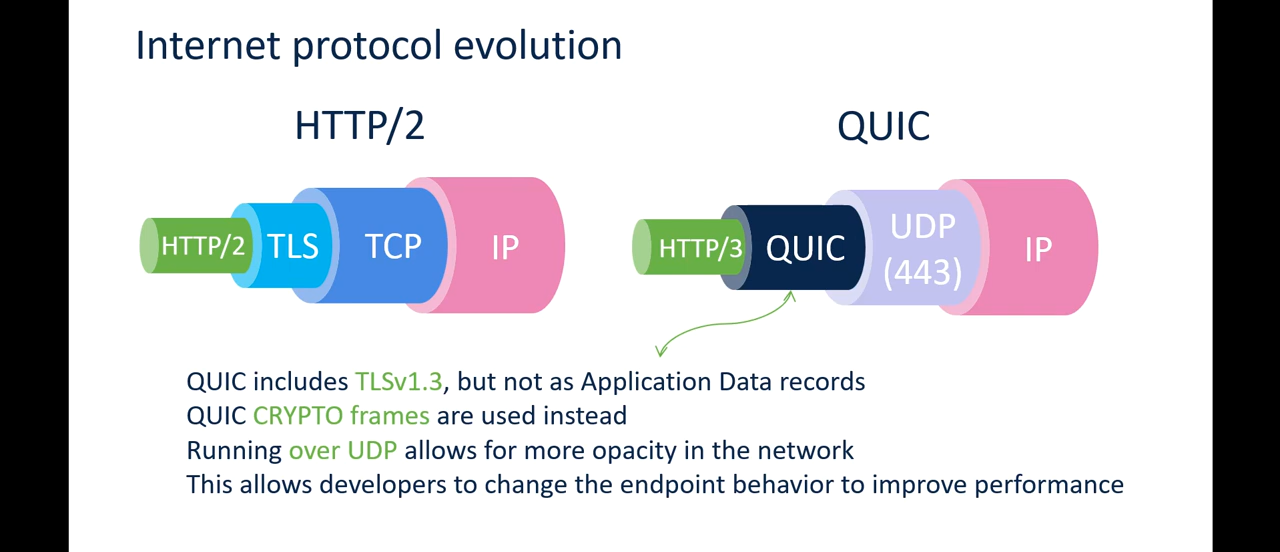 Internet protocol evolution
HTTP/2
QUIC
HTTP/2
TLS
TCP
IP
HTTP/3
QUIC
UDP
(443)
IP
QUIC includes TLSv1.3, but not as Application Data records
QUIC CRYPTO frames are used instead
Running over UDP allows for more opacity in the network
This allows developers to change the endpoint behavior to improve performance